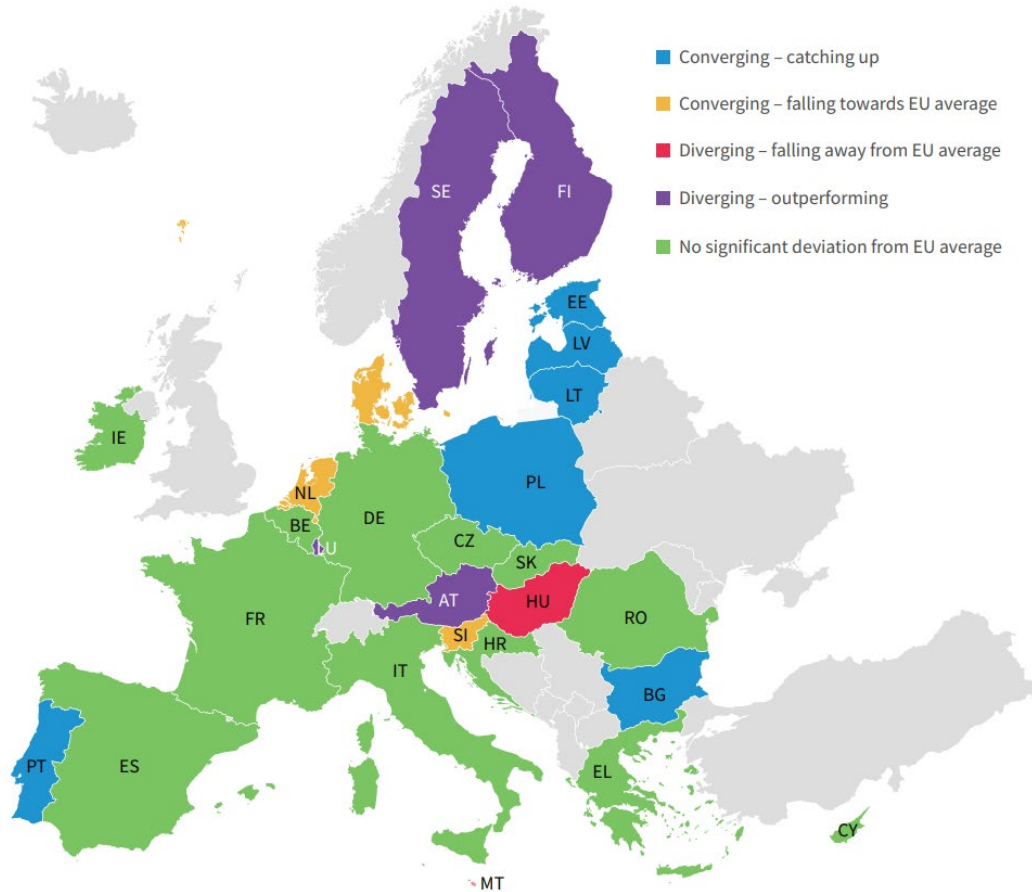 Converging – catching up
Converging – falling towards EU average
Diverging – falling away from EU average
Diverging – outperforming
No significant deviation from EU average
SE
FI
EE
LV
LT
IE
NL
PL
BE
DE
LU
CZ
SK
AT
HU
FR
SI
HR
RO
IT
BG
PT
ES
EL
CY
MT